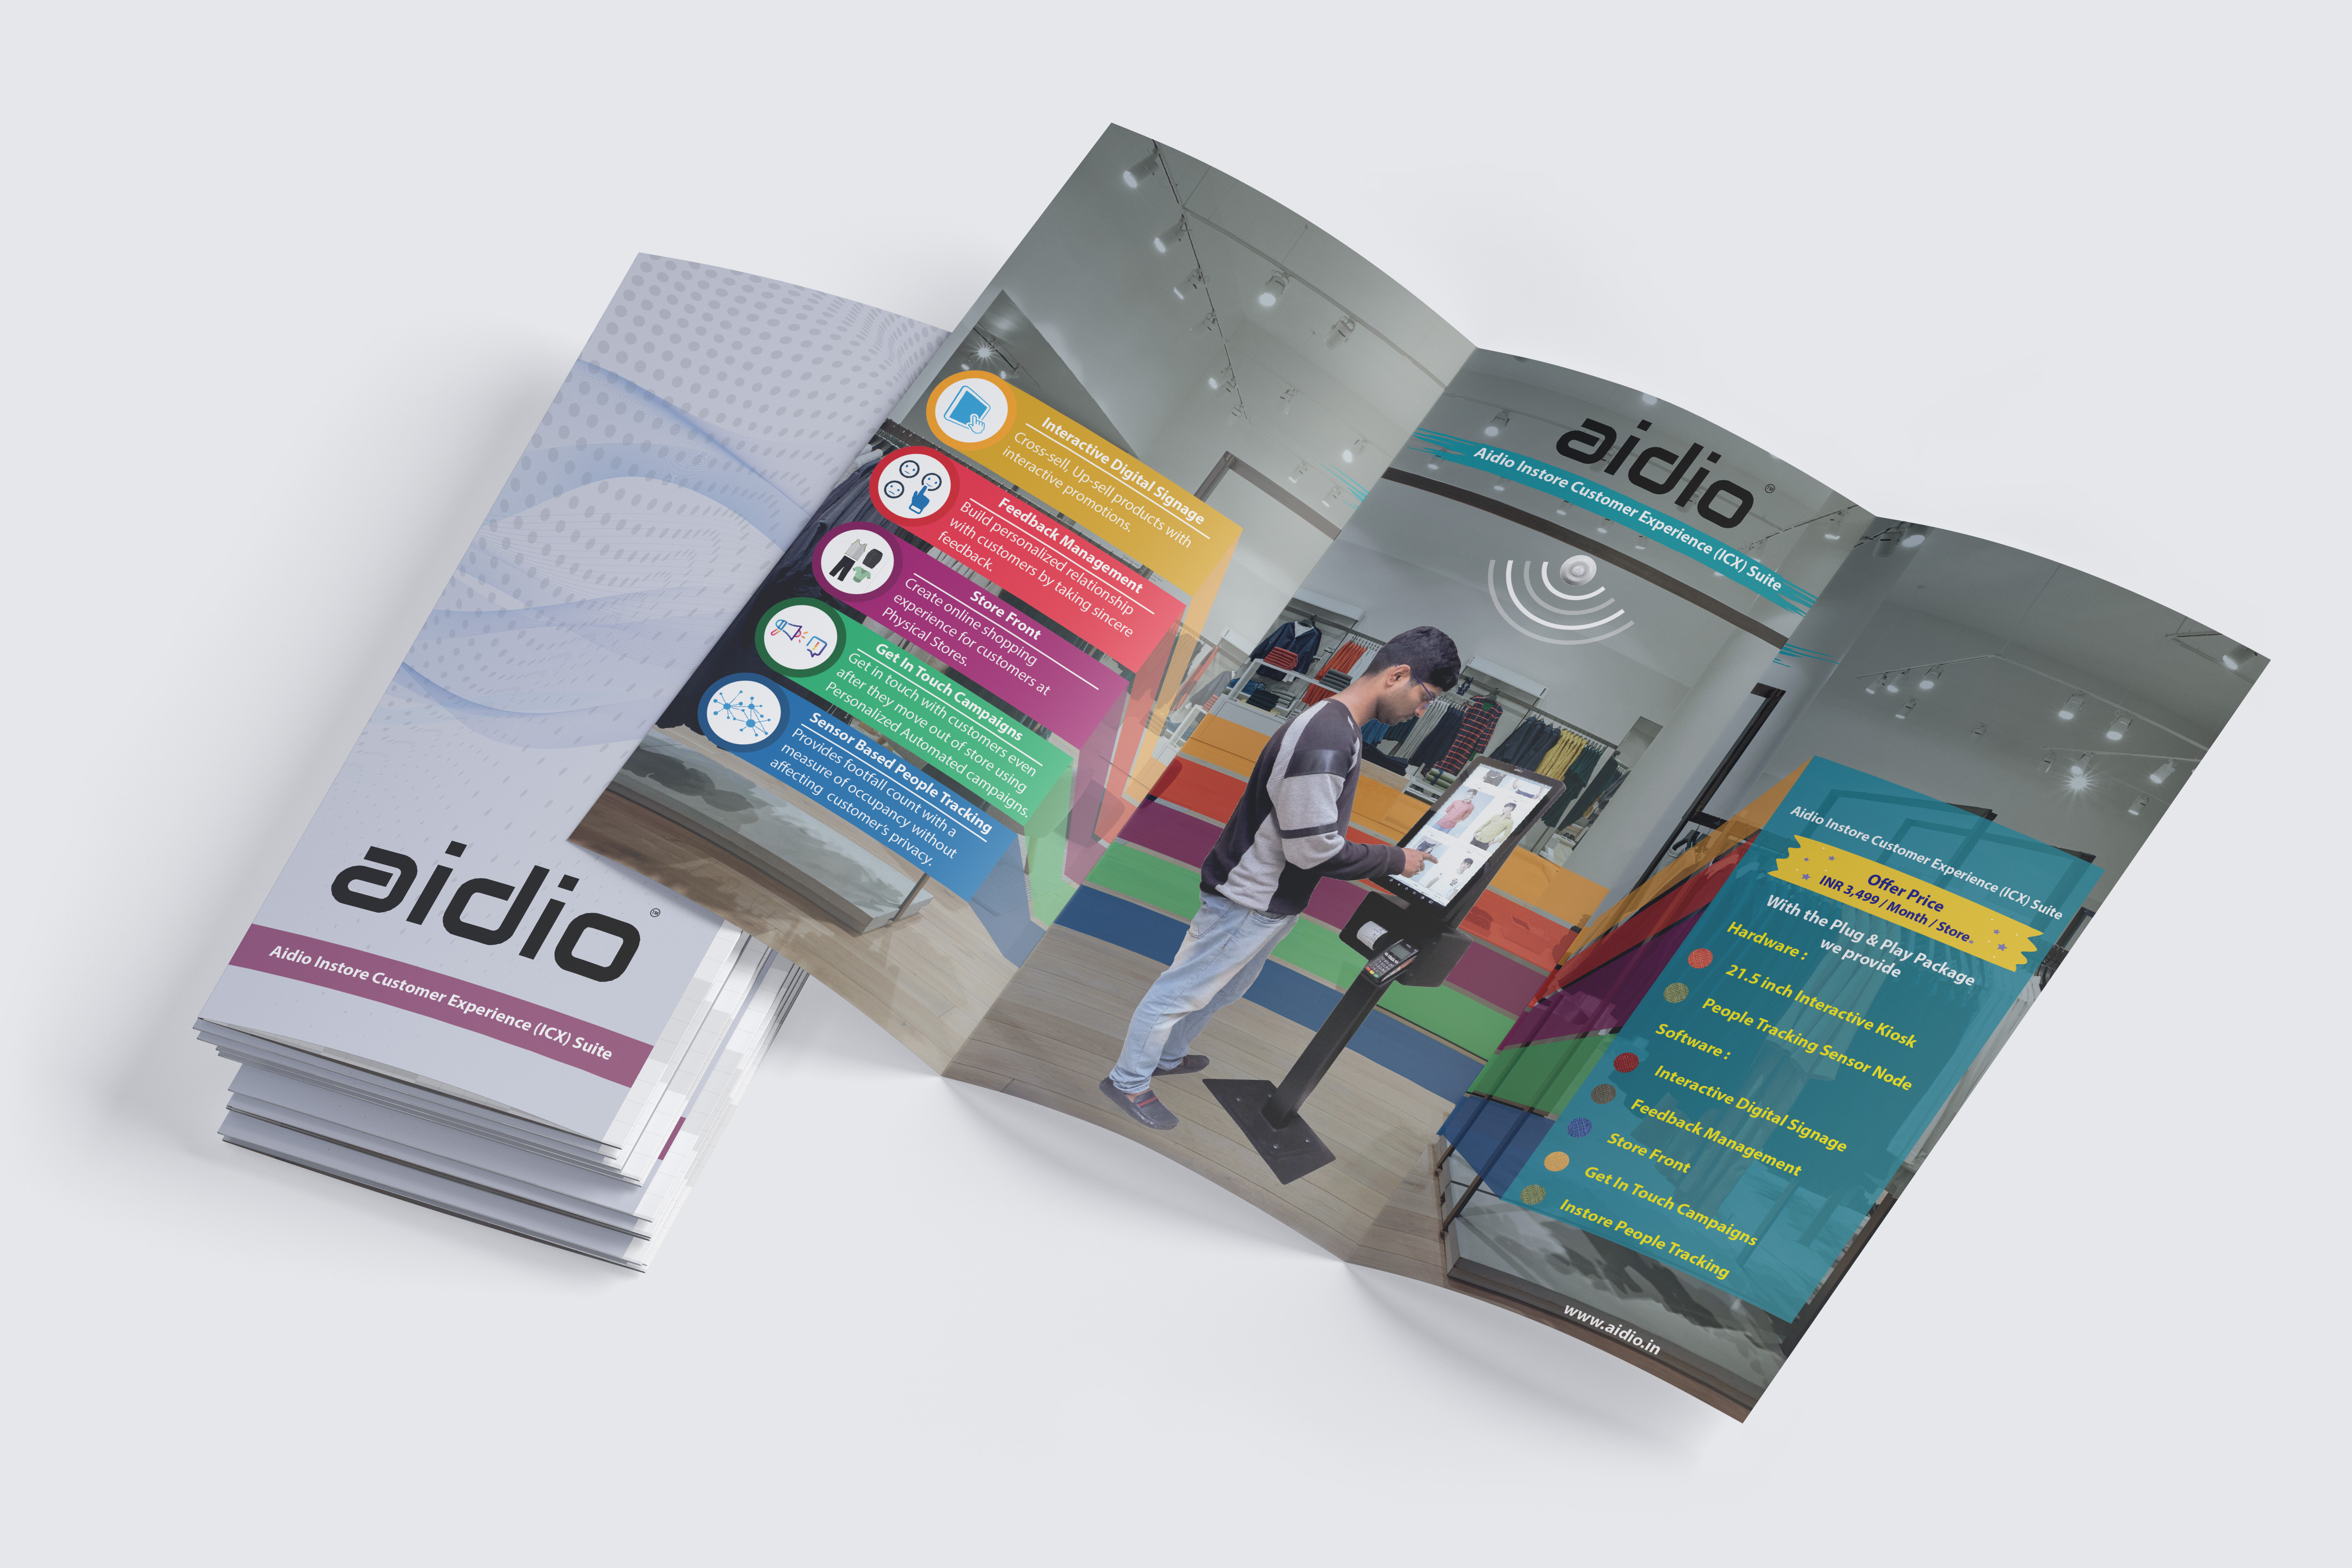 aidio
Aidio Instore Customer Experience (ICX) Suite
Interactive Digital Signage
Cross-sell, Up-sell products with
interactive promotions.
Feedback Management
Build personalized relationship
with customers by taking sincere
feedback.
Store Front
Create online shopping
experience for customers at
Physical Stores.
Get In Touch Campaigns
Get in touch with customers even
after they move out of store using
Personalized Automated campaigns.
Sensor Based People Tracking
Provides footfall count with a
measure of occupancy without
affecting customer's privacy.
aidio
Aidio Instore Customer Experience (ICX) Suite
Aidio Instore Customer Experience (ICX) Suite
Offer Price
INR 3,499 / Month / Store.
With the Plug & Play Package
we provide
Hardware :
21.5 inch Interactive Kiosk
People Tracking Sensor Node
Software :
Interactive Digital Signage
Feedback Management
Store Front
Get In Touch Campaigns
Instore People Tracking
www.aidio.in